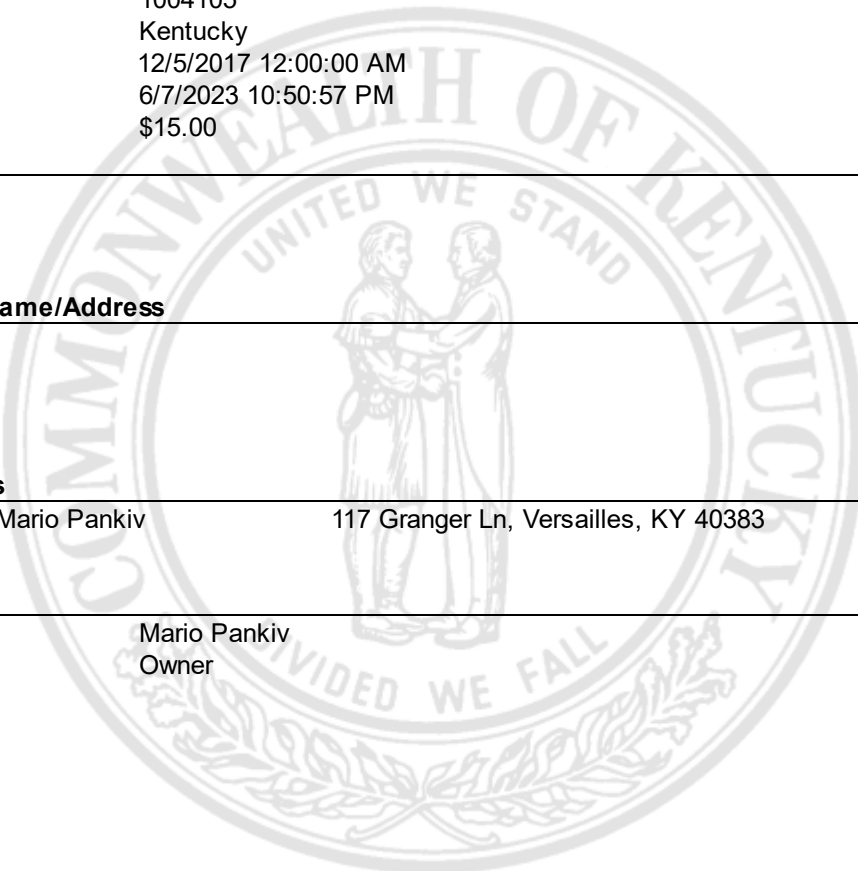 1004105
Kentucky
12/5/2017 12:00:00 AM
6/7/2023 10:50:57 PM
$15.00
COMMONWEALTH OF KENTUCKY
UNITED WE STAND
ame/Address
s
Mario Pankiv 117 Granger Ln, Versailles, KY 40383
Mario Pankiv
Owner
DIVIDED WE FALL